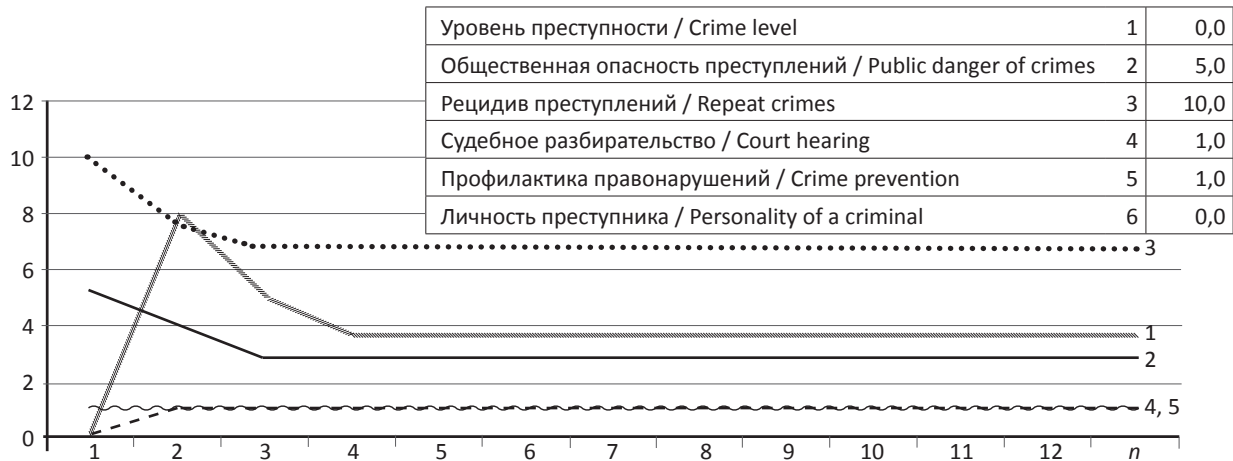 Уровень преступности / Crime level 1 0,0
Общественная опасность преступлений / Public danger of crimes 2 5,0
Рецидив преступлений / Repeat crimes 3 10,0
Судебное разбирательство / Court hearing 4 1,0
Профилактика правонарушений / Crime prevention 5 1,0
Личность преступника / Personality of a criminal 6 0,0
12
10
8
6
4
2
0
3
1
2
4, 5
1 2 3 4 5 6 7 8 9 10 11 12 n